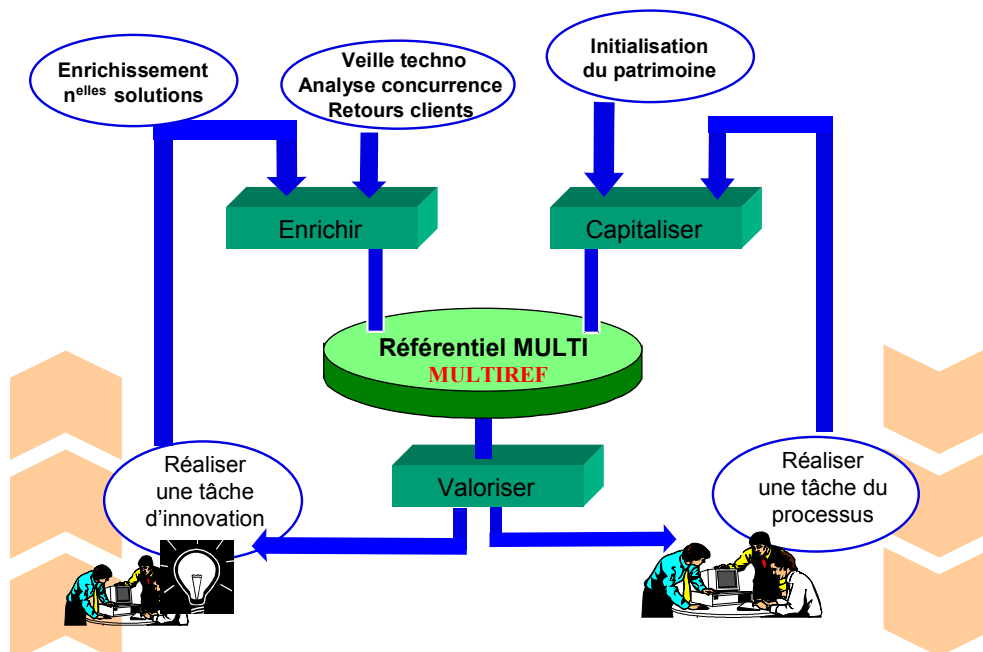 Enrichissement
n^elles solutions
Veille techno
Analyse concurrence
Retours clients
Initialisation
du patrimoine
Enrichir
Capitaliser
Référentiel MULTI
MULTIREF
Valoriser
Réaliser
une tâche
d’innovation
Réaliser
une tâche du
processus